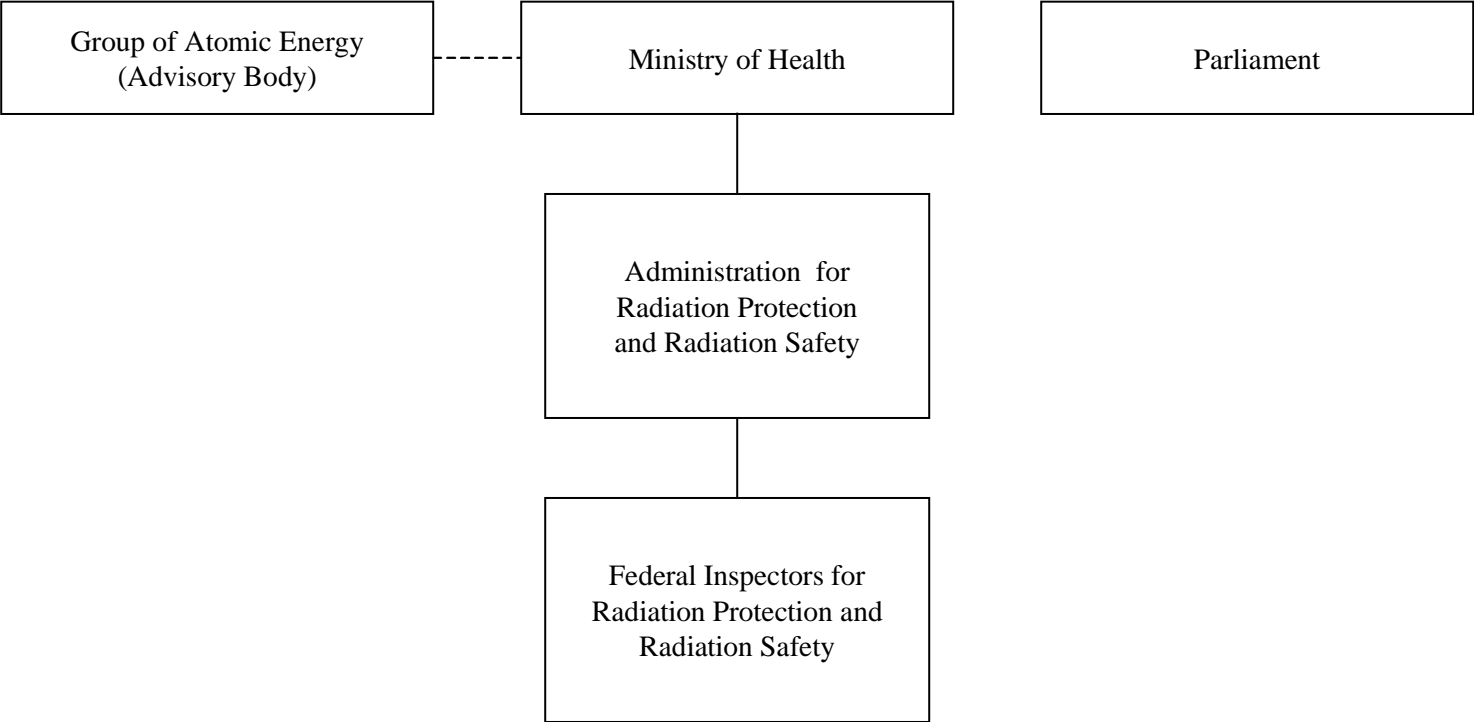 Group of Atomic Energy
(Advisory Body)
Ministry of Health
Parliament
Administration for
Radiation Protection
and Radiation Safety
Federal Inspectors for
Radiation Protection and
Radiation Safety